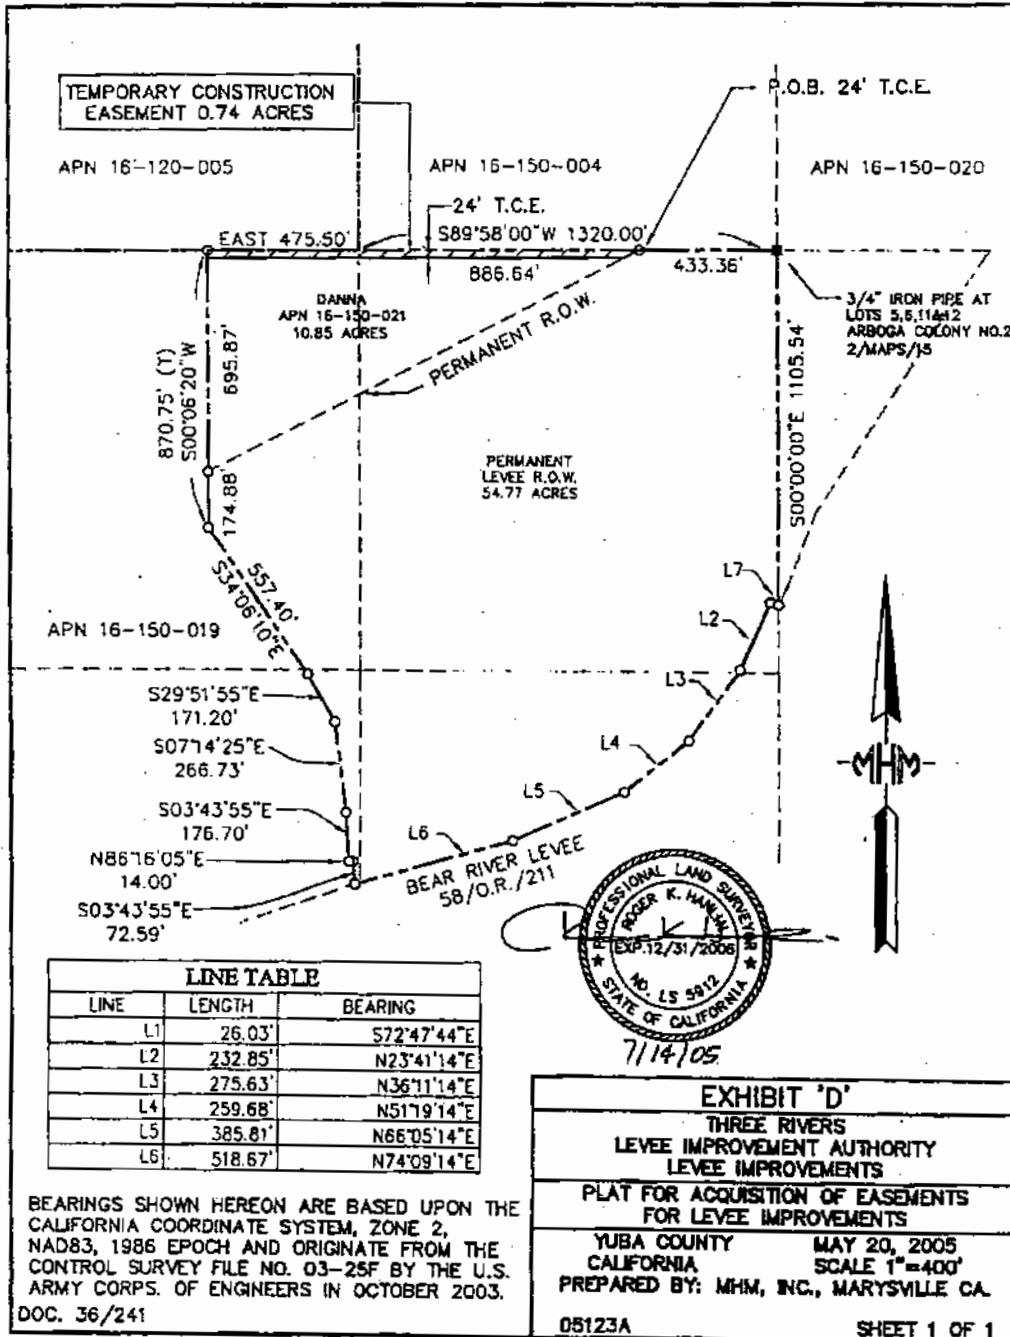 TEMPORARY CONSTRUCTION
EASEMENT 0.74 ACRES
P.O.B. 24' T.C.E.
APN 16-120-005
APN 16-150-004
APN 16-150-020
24' T.C.E.
EAST 475.50'
S89°58'00"W 1320.00'
886.64'
433.36'
DANNA
APN 16-150-021
10.85 ACRES
3/4" IRON PIPE AT
LOTS 5,6,11&12
ARBOGA COLONY NO.2
2/MAPS/15
PERMANENT R.O.W.
870.75' (T)
S00°06'20"W
695.87'
S00°00'00"E 1105.54'
PERMANENT
LEVEE R.O.W.
54.77 ACRES
174.88'
557.40'
S34°06'10"E
L7
L2
APN 16-150-019
L3
S29°51'55"E
171.20'
S07°14'25"E
266.73'
L4
MHM
L5
S03°43'55"E
176.70'
L6
N86°16'05"E
14.00'
BEAR RIVER LEVEE
58/O.R./211
S03°43'55"E
72.59'
PROFESSIONAL LAND SURVEYOR
ROGER K. HANLIN
EXP.12/31/2006
NO. LS 5912
STATE OF CALIFORNIA
7/14/05
LINE TABLE
LINE LENGTH BEARING
L1 26.03' S72°47'44"E
L2 232.85' N23°41'14"E
L3 275.63' N36°11'14"E
L4 259.68' N51°19'14"E
L5 385.81' N66°05'14"E
L6 518.67' N74°09'14"E
BEARINGS SHOWN HEREON ARE BASED UPON THE
CALIFORNIA COORDINATE SYSTEM, ZONE 2,
NAD83, 1986 EPOCH AND ORIGINATE FROM THE
CONTROL SURVEY FILE NO. 03-25F BY THE U.S.
ARMY CORPS. OF ENGINEERS IN OCTOBER 2003.
DOC. 36/241
EXHIBIT 'D'
THREE RIVERS
LEVEE IMPROVEMENT AUTHORITY
LEVEE IMPROVEMENTS
PLAT FOR ACQUISITION OF EASEMENTS
FOR LEVEE IMPROVEMENTS
YUBA COUNTY MAY 20, 2005
CALIFORNIA SCALE 1"=400'
PREPARED BY: MHM, INC., MARYSVILLE CA.
05123A SHEET 1 OF 1